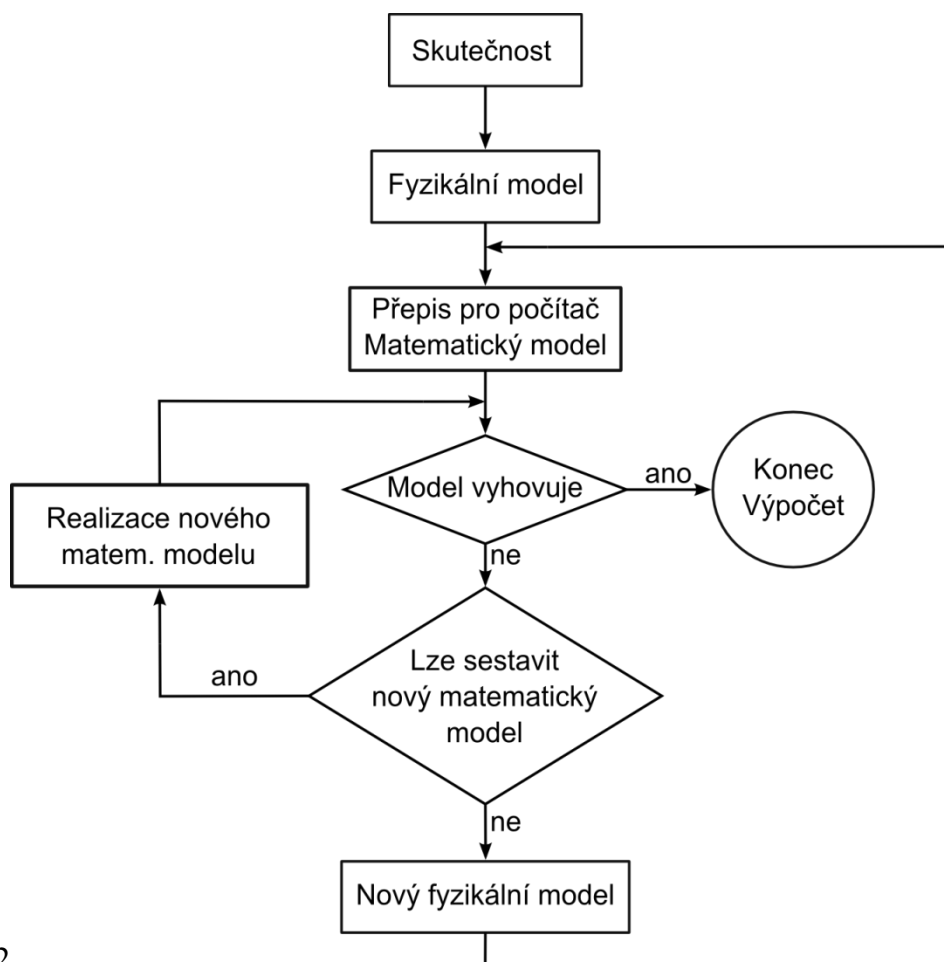 Skutečnost
Fyzikální model
Přepis pro počítač
Matematický model
Model vyhovuje
ano
Konec
Výpočet
Realizace nového
matem. modelu
ne
ano
Lze sestavit
nový matematický
model
ne
Nový fyzikální model